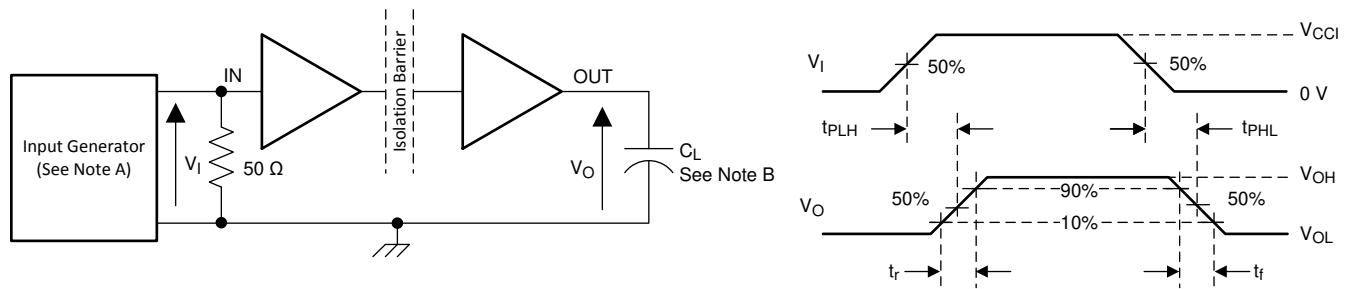 Input Generator
(See Note A)
V_I
IN
50 Ω
Isolation Barrier
OUT
V_O
C_L
See Note B
V_I
50%
50%
V_CCI
0 V
t_PLH
t_PHL
V_O
50%
90%
10%
50%
V_OH
V_OL
t_r
t_f